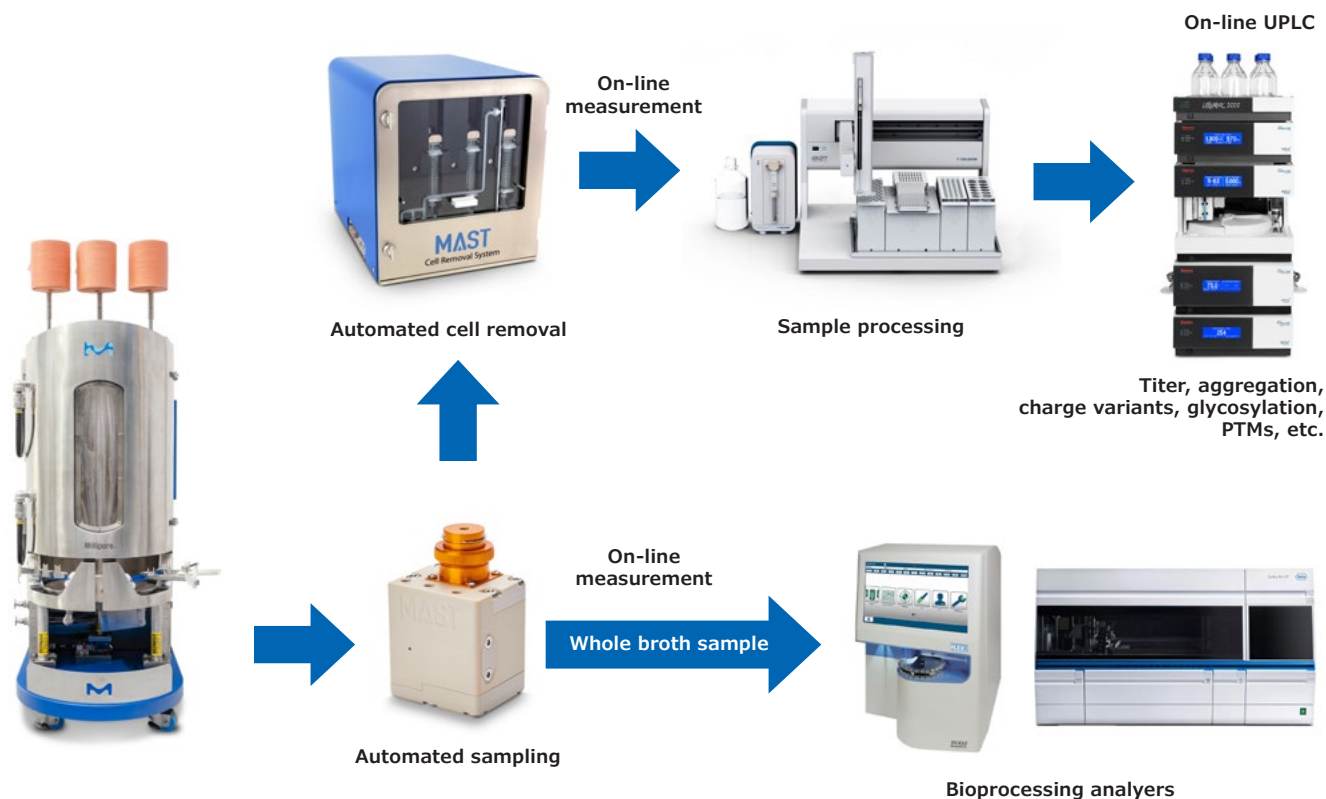 On-line UPLC
On-line
measurement
MAST
Cell Removal System
Automated cell removal
Sample processing
Titer, aggregation,
charge variants, glycosylation,
PTMs, etc.
Millipore
MAST
On-line
measurement
Whole broth sample
FLEX
Automated sampling
Bioprocessing analyers